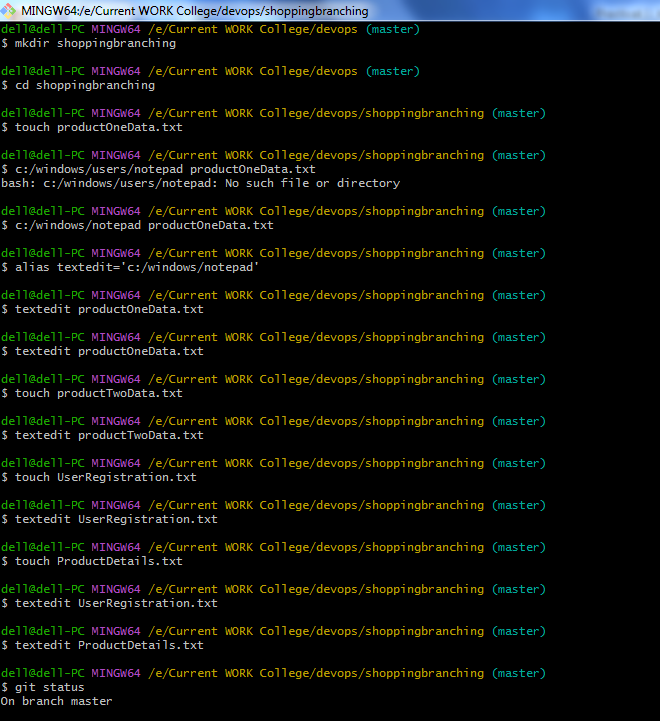 MINGW64:/e/Current WORK College/devops/shoppingbranching
dell@dell-PC MINGW64 /e/Current WORK College/devops (master)
$ mkdir shoppingbranching
dell@dell-PC MINGW64 /e/Current WORK College/devops (master)
$ cd shoppingbranching
dell@dell-PC MINGW64 /e/Current WORK College/devops/shoppingbranching (master)
$ touch productOneData.txt
dell@dell-PC MINGW64 /e/Current WORK College/devops/shoppingbranching (master)
$ c:/windows/users/notepad productOneData.txt
bash: c:/windows/users/notepad: No such file or directory
dell@dell-PC MINGW64 /e/Current WORK College/devops/shoppingbranching (master)
$ c:/windows/notepad productOneData.txt
dell@dell-PC MINGW64 /e/Current WORK College/devops/shoppingbranching (master)
$ alias textedit='c:/windows/notepad'
dell@dell-PC MINGW64 /e/Current WORK College/devops/shoppingbranching (master)
$ textedit productOneData.txt
dell@dell-PC MINGW64 /e/Current WORK College/devops/shoppingbranching (master)
$ textedit productOneData.txt
dell@dell-PC MINGW64 /e/Current WORK College/devops/shoppingbranching (master)
$ touch productTwoData.txt
dell@dell-PC MINGW64 /e/Current WORK College/devops/shoppingbranching (master)
$ textedit productTwoData.txt
dell@dell-PC MINGW64 /e/Current WORK College/devops/shoppingbranching (master)
$ touch UserRegistration.txt
dell@dell-PC MINGW64 /e/Current WORK College/devops/shoppingbranching (master)
$ textedit UserRegistration.txt
dell@dell-PC MINGW64 /e/Current WORK College/devops/shoppingbranching (master)
$ touch ProductDetails.txt
dell@dell-PC MINGW64 /e/Current WORK College/devops/shoppingbranching (master)
$ textedit UserRegistration.txt
dell@dell-PC MINGW64 /e/Current WORK College/devops/shoppingbranching (master)
$ textedit ProductDetails.txt
dell@dell-PC MINGW64 /e/Current WORK College/devops/shoppingbranching (master)
$ git status
On branch master